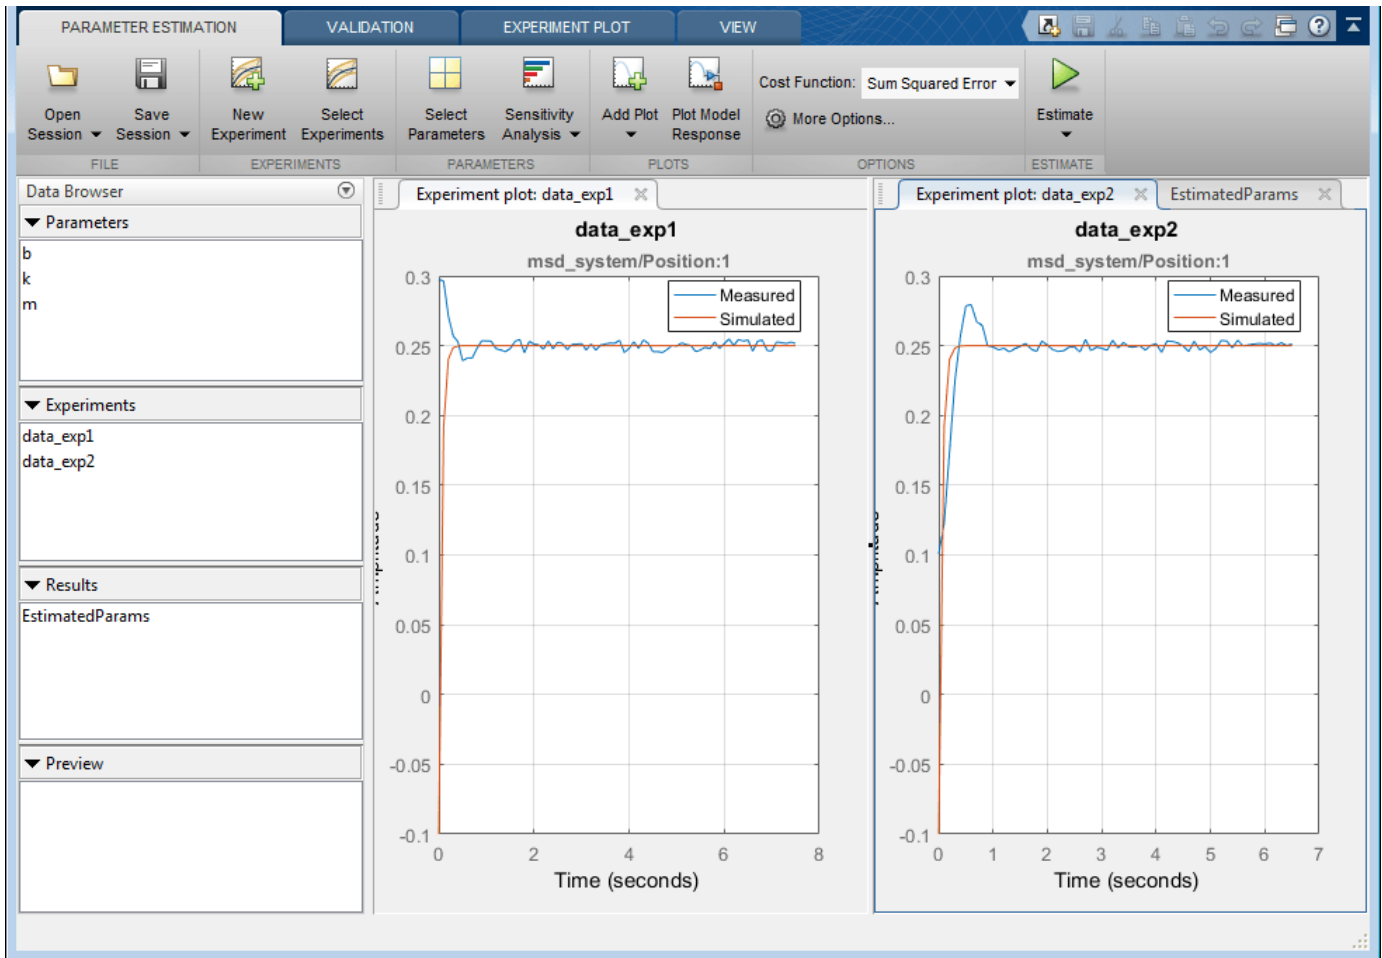 PARAMETER ESTIMATION VALIDATION EXPERIMENT PLOT VIEW
Open Session
Save Session
New Experiment
Select Experiments
Select Parameters
Sensitivity Analysis
Add Plot
Plot Model Response
Cost Function: Sum Squared Error
More Options...
Estimate
FILE EXPERIMENTS PARAMETERS PLOTS OPTIONS ESTIMATE
Data Browser
Parameters
b
k
m
Experiments
data_exp1
data_exp2
Results
EstimatedParams
Preview
Experiment plot: data_exp1
data_exp1
msd_system/Position:1
Measured
Simulated
0.3
0.25
0.2
0.15
0.1
0.05
0
-0.05
-0.1
0 2 4 6 8
Time (seconds)
Experiment plot: data_exp2 EstimatedParams
data_exp2
msd_system/Position:1
Measured
Simulated
0.3
0.25
0.2
0.15
0.1
0.05
0
-0.05
-0.1
0 1 2 3 4 5 6 7
Time (seconds)